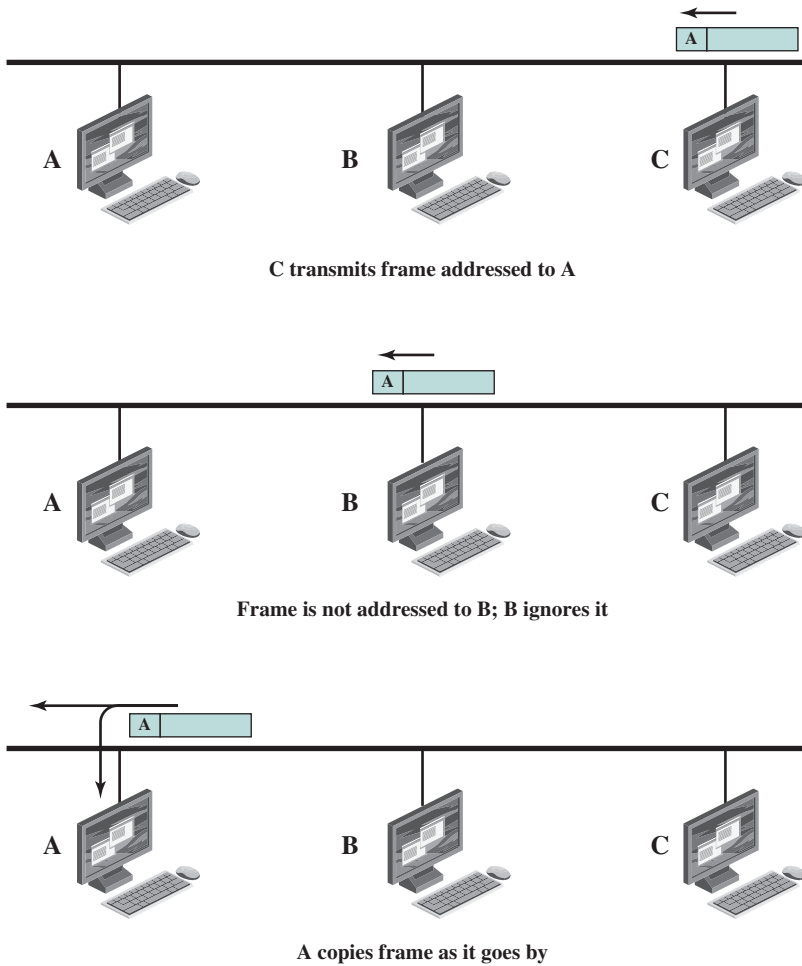 A
A B C
C transmits frame addressed to A
A
A B C
Frame is not addressed to B; B ignores it
A
A B C
A copies frame as it goes by